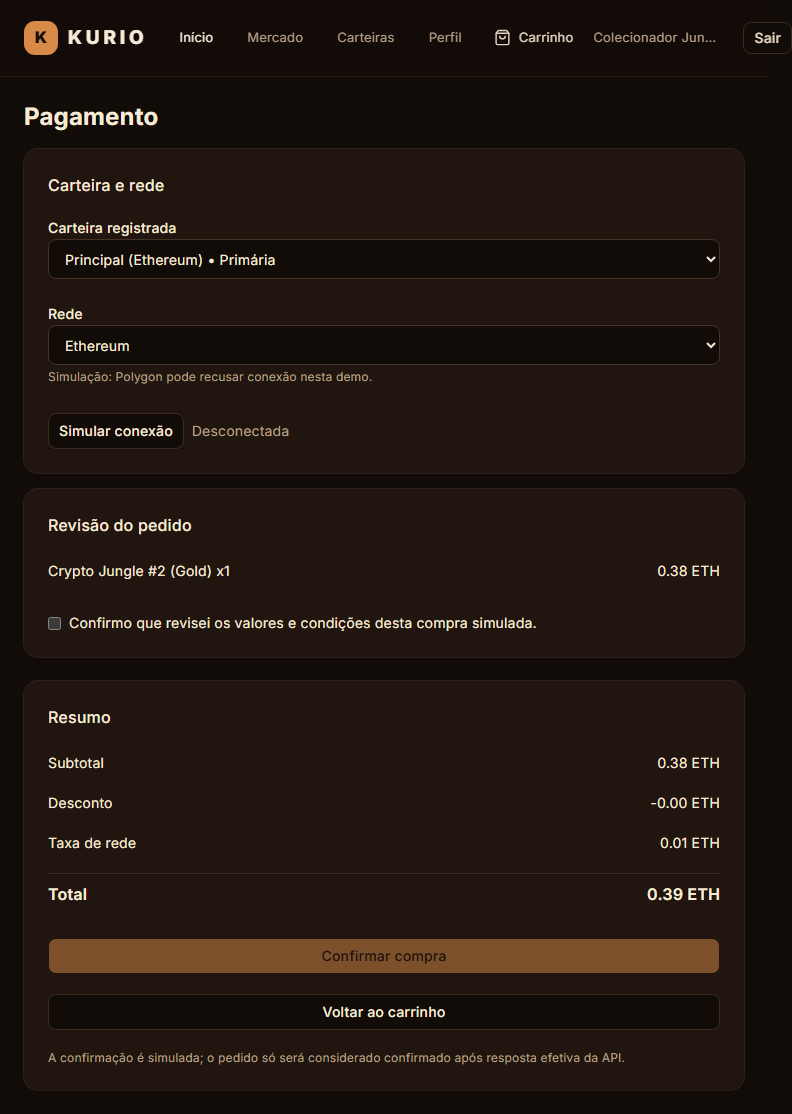 K KURIO Início Mercado Carteiras Perfil Carrinho Colecionador Jun... Sair
Pagamento
Carteira e rede
Carteira registrada
Principal (Ethereum) • Primária
Rede
Ethereum
Simulação: Polygon pode recusar conexão nesta demo.
Simular conexão Desconectada
Revisão do pedido
Crypto Jungle #2 (Gold) x1 0.38 ETH
Confirmo que revisei os valores e condições desta compra simulada.
Resumo
Subtotal 0.38 ETH
Desconto -0.00 ETH
Taxa de rede 0.01 ETH
Total 0.39 ETH
Confirmar compra
Voltar ao carrinho
A confirmação é simulada; o pedido só será considerado confirmado após resposta efetiva da API.